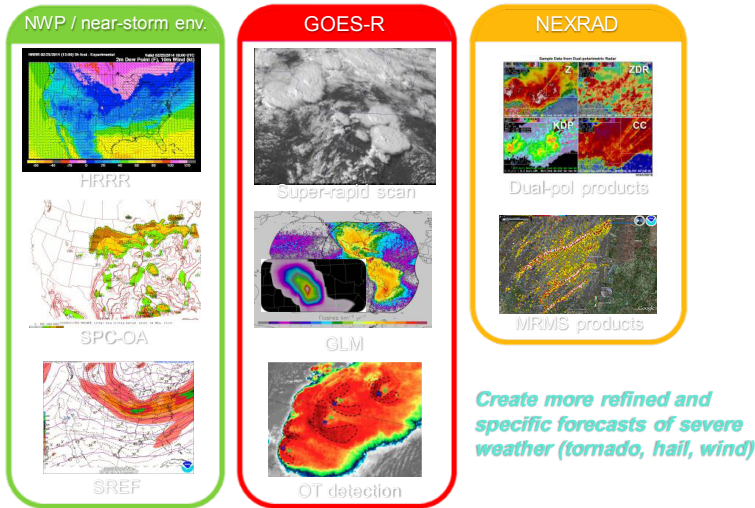 NWP / near-storm env.
HRRR
SPC-OA
SREF
GOES-R
Super-rapid scan
GLM
OT detection
NEXRAD
Sample Data from Dual-polarimetric Radar
Z
ZDR
KDP
CC
Dual-pol products
MRMS products
Create more refined and
specific forecasts of severe
weather (tornado, hail, wind)